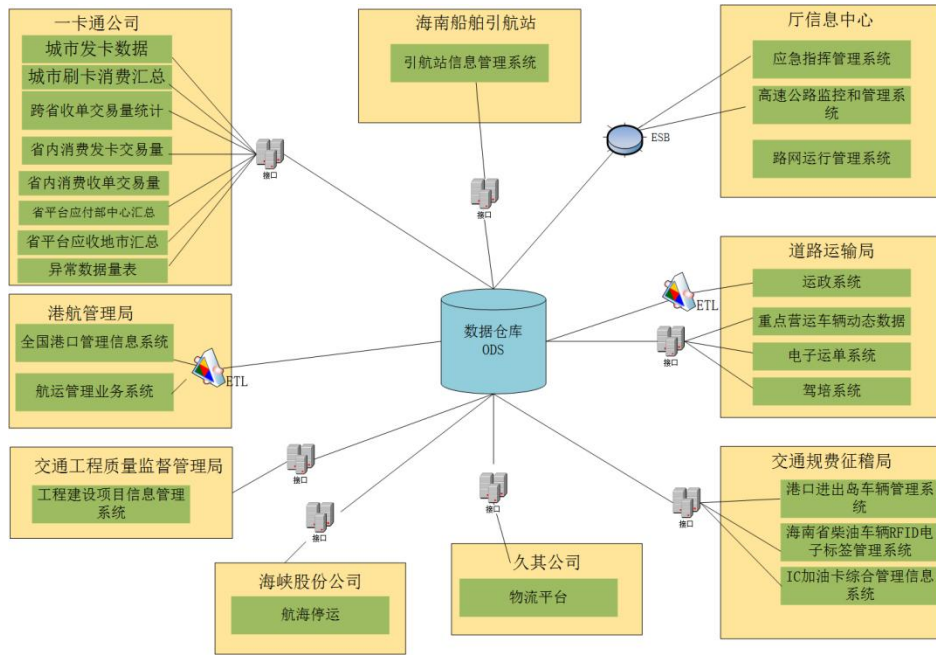 一卡通公司
城市发卡数据
城市刷卡消费汇总
跨省收单交易量统计
省内消费发卡交易量
省内消费收单交易量
省平台应付部中心汇总
省平台应收地市汇总
异常数据量表
接口
海南船舶引航站
引航站信息管理系统
接口
厅信息中心
应急指挥管理系统
高速公路监控和管理系
统
路网运行管理系统
ESB
港航管理局
全国港口管理信息系统
航运管理业务系统
ETL
数据仓库
ODS
道路运输局
运政系统
重点营运车辆动态数据
电子运单系统
驾培系统
ETL
接口
交通工程质量监督管理局
工程建设项目信息管理
系统
接口
海峡股份公司
航海停运
接口
久其公司
物流平台
接口
交通规费征稽局
港口进出岛车辆管理系
统
海南省柴油车辆RFID电
子标签管理系统
IC加油卡综合管理信息
系统
接口